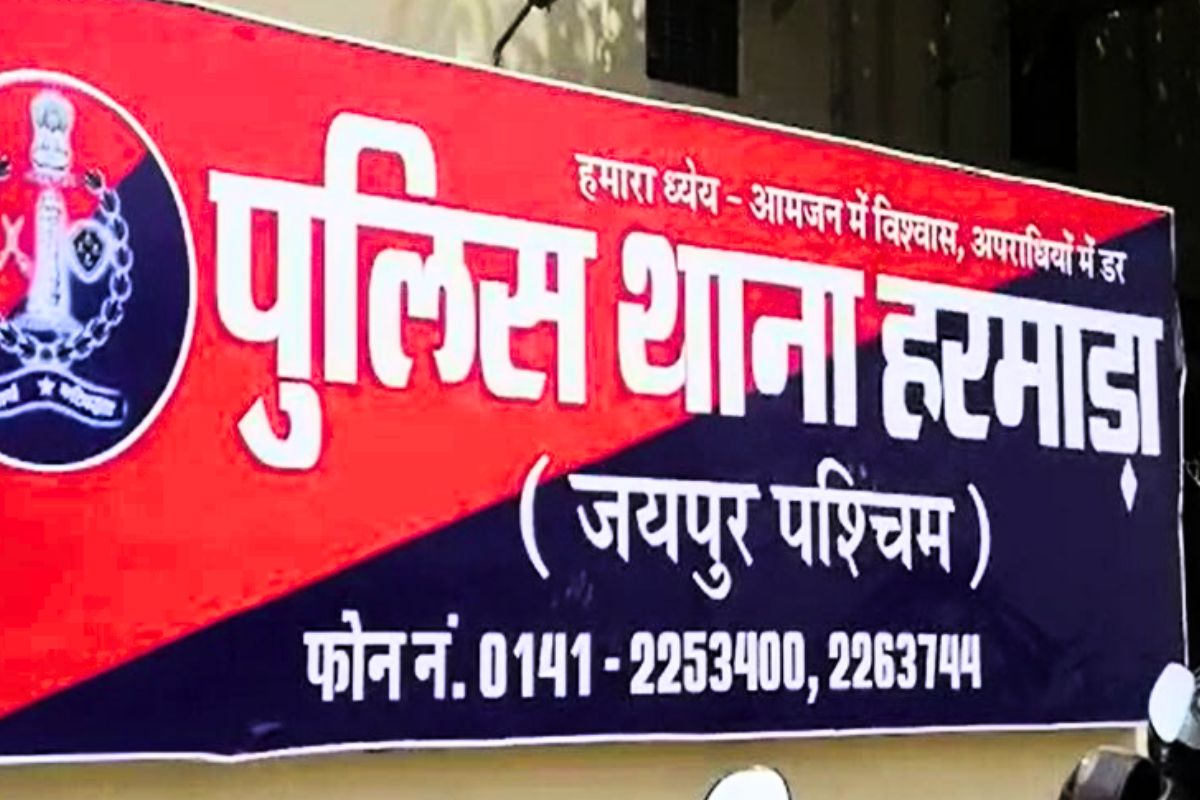 हमारा ध्येय - आमजन में विश्वास, अपराधियों में डर
पुलिस थाना हरमाड़ा
( जयपुर पश्चिम )
फोन नं. 0141 - 2253400, 2263744